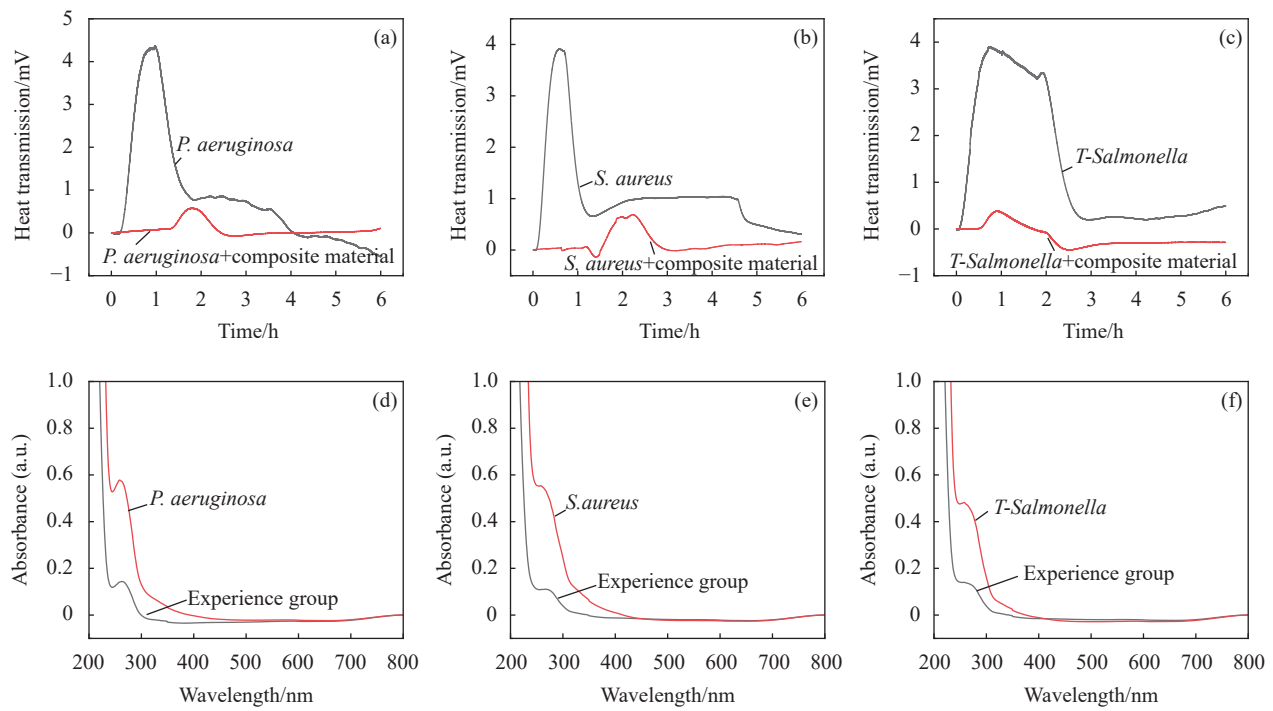 (a)
Heat transmission/mV
5
4
3
2
1
0
−1
P. aeruginosa
P. aeruginosa+composite material
0 1 2 3 4 5 6
Time/h
(b)
Heat transmission/mV
4
3
2
1
0
S. aureus
S. aureus+composite material
0 1 2 3 4 5 6
Time/h
(c)
Heat transmission/mV
4
3
2
1
0
−1
T-Salmonella
T-Salmonella+composite material
0 1 2 3 4 5 6
Time/h
(d)
Absorbance (a.u.)
1.0
0.8
0.6
0.4
0.2
0
P. aeruginosa
Experience group
200 300 400 500 600 700 800
Wavelength/nm
(e)
Absorbance (a.u.)
1.0
0.8
0.6
0.4
0.2
0
S.aureus
Experience group
200 300 400 500 600 700 800
Wavelength/nm
(f)
Absorbance (a.u.)
1.0
0.8
0.6
0.4
0.2
0
T-Salmonella
Experience group
200 300 400 500 600 700 800
Wavelength/nm